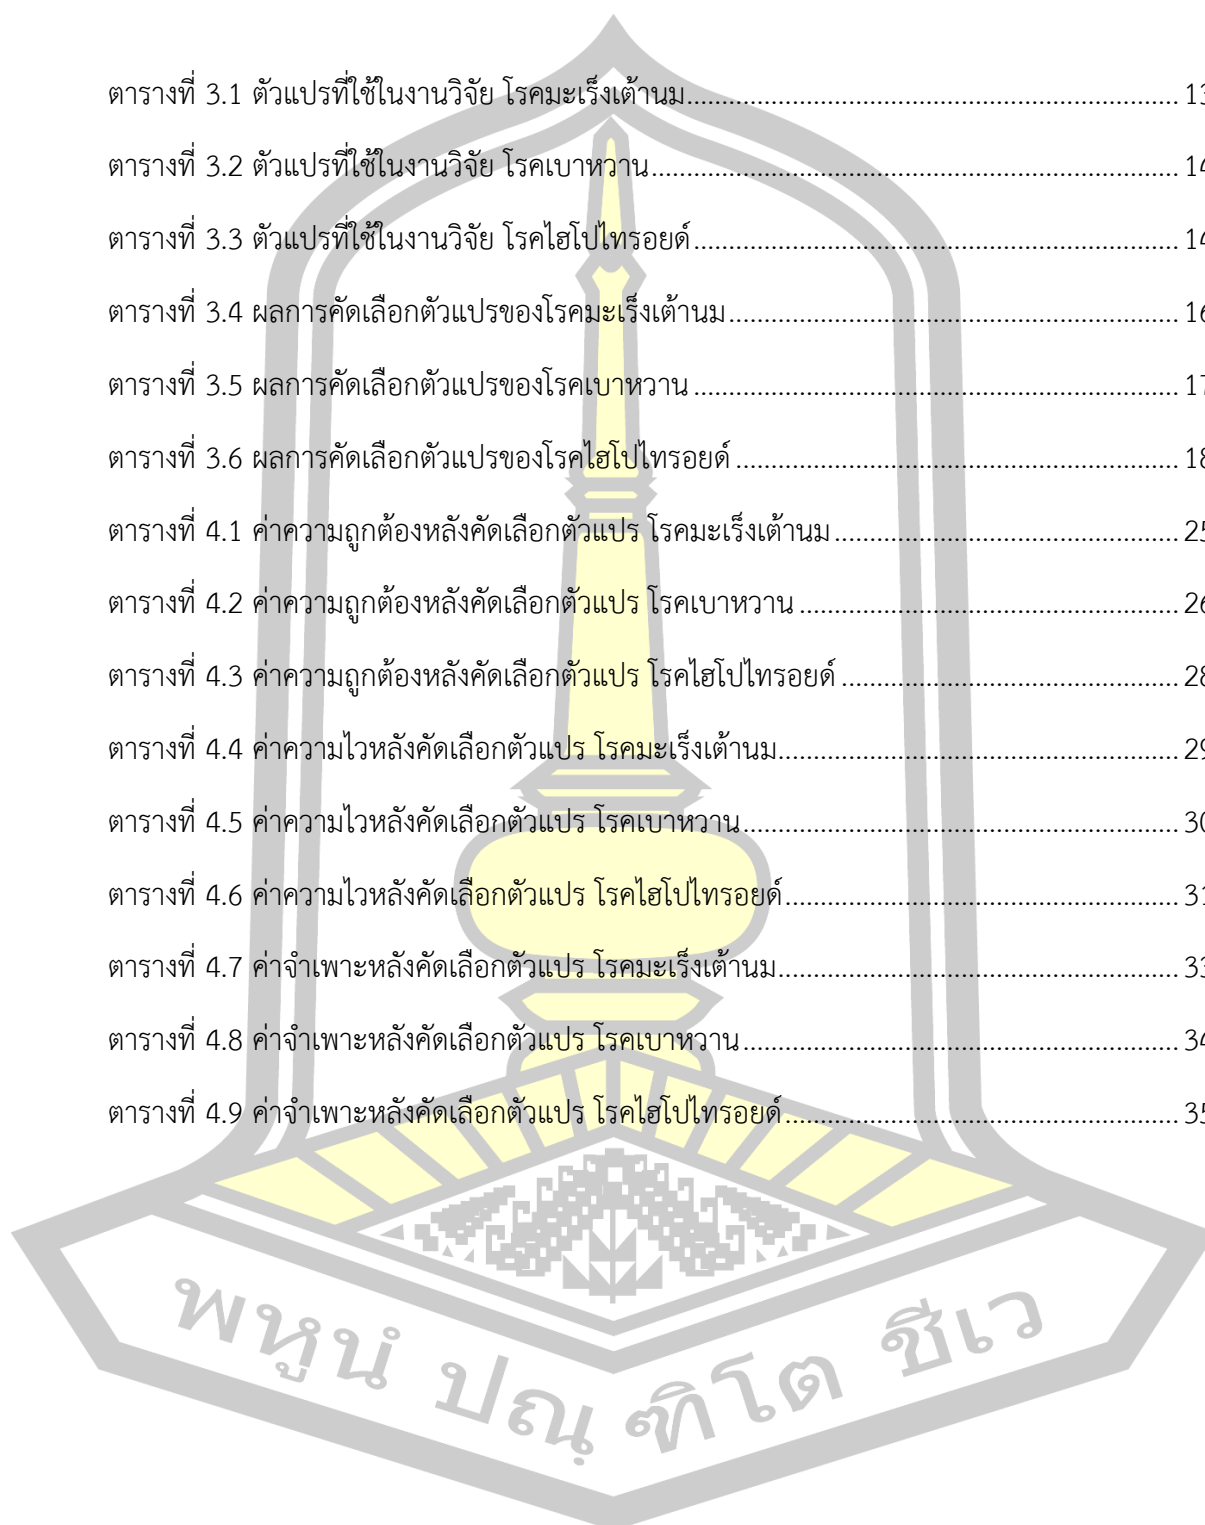 ตารางที่ 3.1 ตัวแปรที่ใช้ในงานวิจัย โรคมะเร็งเต้านม............................................................ 13
ตารางที่ 3.2 ตัวแปรที่ใช้ในงานวิจัย โรคเบาหวาน................................................................ 14
ตารางที่ 3.3 ตัวแปรที่ใช้ในงานวิจัย โรคไฮโปไทรอยด์........................................................... 14
ตารางที่ 3.4 ผลการคัดเลือกตัวแปรของโรคมะเร็งเต้านม....................................................... 16
ตารางที่ 3.5 ผลการคัดเลือกตัวแปรของโรคเบาหวาน........................................................... 17
ตารางที่ 3.6 ผลการคัดเลือกตัวแปรของโรคไฮโปไทรอยด์...................................................... 18
ตารางที่ 4.1 ค่าความถูกต้องหลังคัดเลือกตัวแปร โรคมะเร็งเต้านม.......................................... 25
ตารางที่ 4.2 ค่าความถูกต้องหลังคัดเลือกตัวแปร โรคเบาหวาน.............................................. 26
ตารางที่ 4.3 ค่าความถูกต้องหลังคัดเลือกตัวแปร โรคไฮโปไทรอยด์......................................... 28
ตารางที่ 4.4 ค่าความไวหลังคัดเลือกตัวแปร โรคมะเร็งเต้านม................................................. 29
ตารางที่ 4.5 ค่าความไวหลังคัดเลือกตัวแปร โรคเบาหวาน..................................................... 30
ตารางที่ 4.6 ค่าความไวหลังคัดเลือกตัวแปร โรคไฮโปไทรอยด์................................................ 31
ตารางที่ 4.7 ค่าจำเพาะหลังคัดเลือกตัวแปร โรคมะเร็งเต้านม................................................. 33
ตารางที่ 4.8 ค่าจำเพาะหลังคัดเลือกตัวแปร โรคเบาหวาน..................................................... 34
ตารางที่ 4.9 ค่าจำเพาะหลังคัดเลือกตัวแปร โรคไฮโปไทรอยด์................................................ 35
พหูนํ ปณฺฑิโต ชีเว